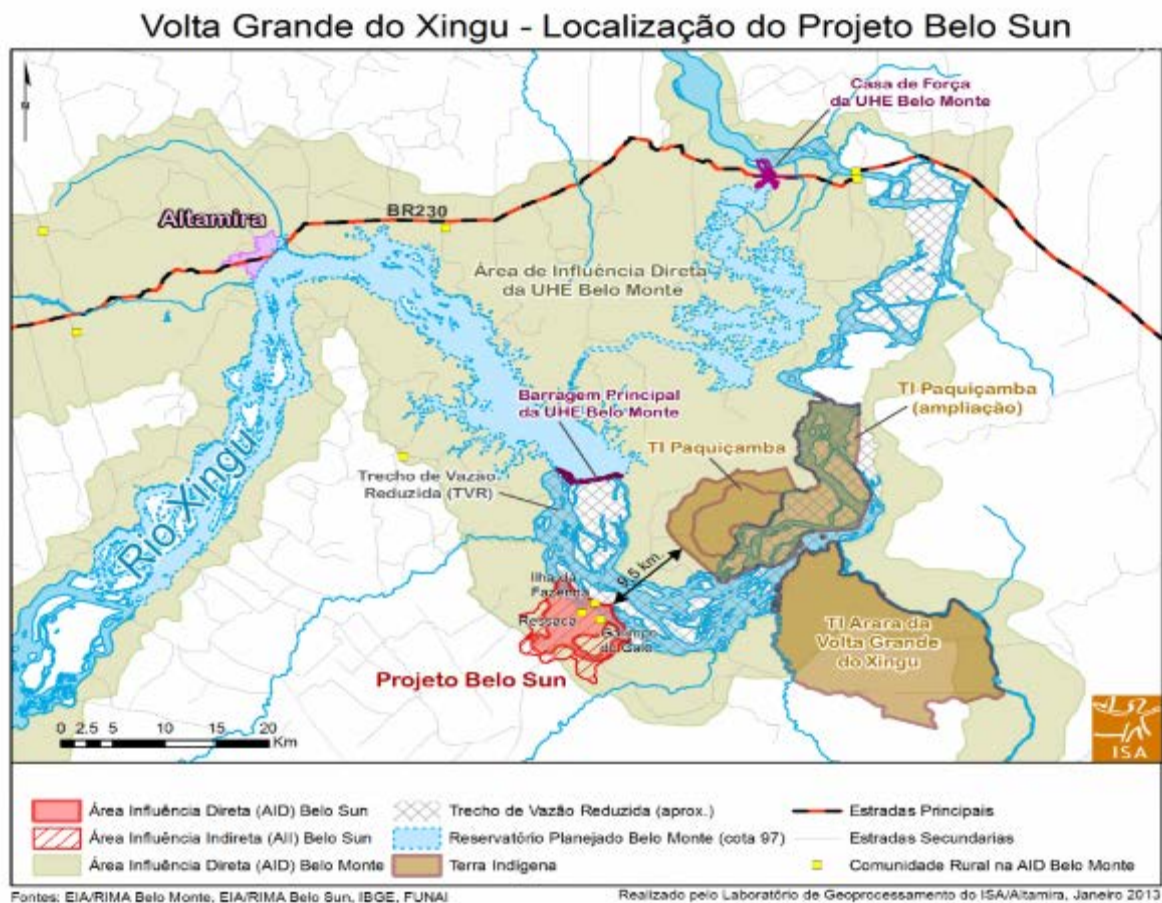 Volta Grande do Xingu - Localização do Projeto Belo Sun
Casa de Força
da UHE Belo Monte
Altamira
BR230
Área de Influência Direta
da UHE Belo Monte
Barragem Principal
da UHE Belo Monte
TI Paquiçamba
(ampliação)
TI Paquiçamba
Trecho de Vazão
Reduzida (TVR)
Rio Xingu
9,5 km.
Ilha da
Fazenda
Ressaca
Garimpo
do Galo
TI Arara da
Volta Grande
do Xingu
Projeto Belo Sun
0 2.5 5 10 15 20
Km
ISA
Área Influência Direta (AID) Belo Sun
Área Influência Indireta (AII) Belo Sun
Área Influência Direta (AID) Belo Monte
Trecho de Vazão Reduzida (aprox.)
Reservatório Planejado Belo Monte (cota 97)
Terra Indígena
Estradas Principais
Estradas Secundarias
Comunidade Rural na AID Belo Monte
Fontes: EIA/RIMA Belo Monte, EIA/RIMA Belo Sun, IBGE, FUNAI
Realizado pelo Laboratório de Geoprocessamento do ISA/Altamira, Janeiro 2013